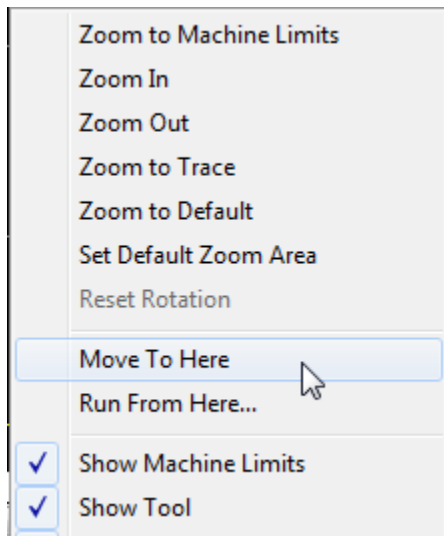 Zoom to Machine Limits
Zoom In
Zoom Out
Zoom to Trace
Zoom to Default
Set Default Zoom Area
Reset Rotation
Move To Here
Run From Here...
Show Machine Limits
Show Tool